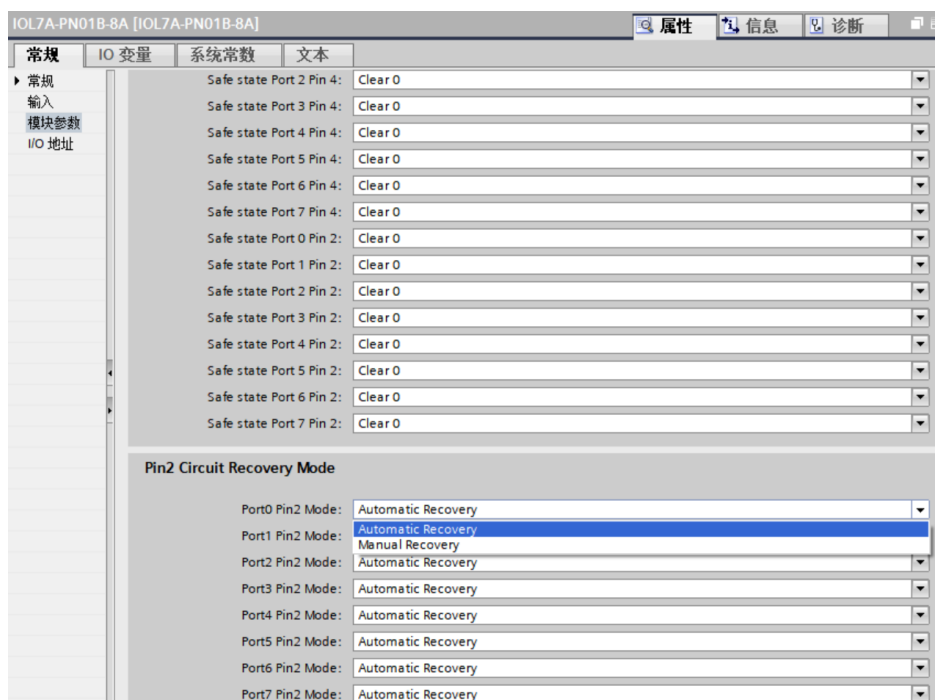 IOL7A-PN01B-8A [IOL7A-PN01B-8A]
属性 信息 诊断
常规 IO 变量 系统常数 文本
常规
输入
模块参数
I/O 地址
Safe state Port 2 Pin 4: Clear 0
Safe state Port 3 Pin 4: Clear 0
Safe state Port 4 Pin 4: Clear 0
Safe state Port 5 Pin 4: Clear 0
Safe state Port 6 Pin 4: Clear 0
Safe state Port 7 Pin 4: Clear 0
Safe state Port 0 Pin 2: Clear 0
Safe state Port 1 Pin 2: Clear 0
Safe state Port 2 Pin 2: Clear 0
Safe state Port 3 Pin 2: Clear 0
Safe state Port 4 Pin 2: Clear 0
Safe state Port 5 Pin 2: Clear 0
Safe state Port 6 Pin 2: Clear 0
Safe state Port 7 Pin 2: Clear 0
Pin2 Circuit Recovery Mode
Port0 Pin2 Mode: Automatic Recovery
Automatic Recovery
Port1 Pin2 Mode:
Manual Recovery
Port2 Pin2 Mode: Automatic Recovery
Port3 Pin2 Mode: Automatic Recovery
Port4 Pin2 Mode: Automatic Recovery
Port5 Pin2 Mode: Automatic Recovery
Port6 Pin2 Mode: Automatic Recovery
Port7 Pin2 Mode: Automatic Recovery